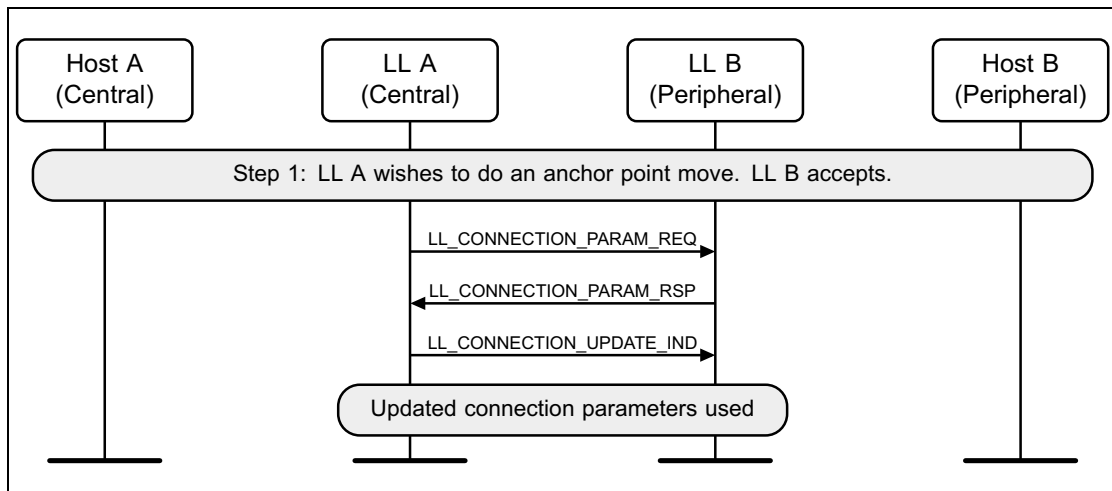 Host A
(Central)
LL A
(Central)
LL B
(Peripheral)
Host B
(Peripheral)
Step 1: LL A wishes to do an anchor point move. LL B accepts.
LL_CONNECTION_PARAM_REQ
LL_CONNECTION_PARAM_RSP
LL_CONNECTION_UPDATE_IND
Updated connection parameters used